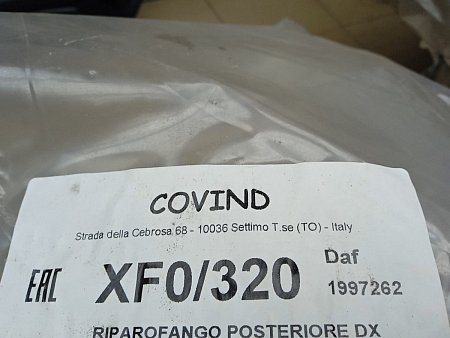 COVIND
Strada della Cebrosa 68 - 10036 Settimo T.se (TO) - Italy
EAC XF0/320 Daf
1997262
RIPAROFANGO POSTERIORE DX